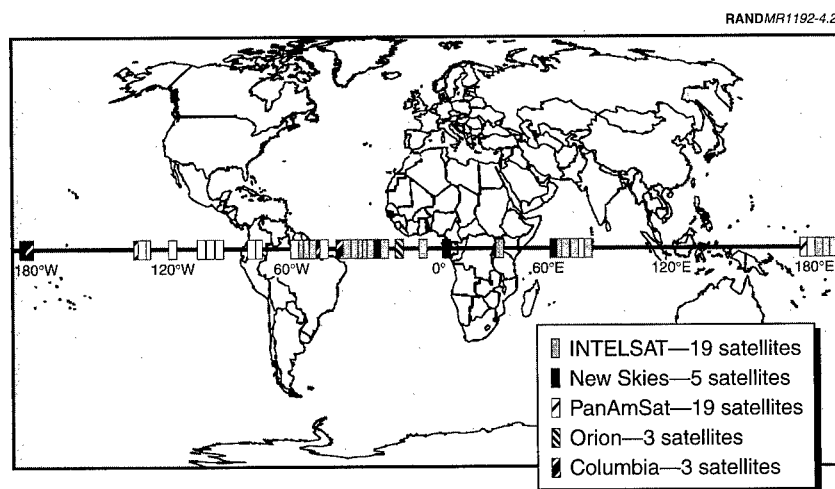 RANDMR1192-4.2
180°W
120°W
60°W
0°
60°E
120°E
180°E
INTELSAT—19 satellites
New Skies—5 satellites
PanAmSat—19 satellites
Orion—3 satellites
Columbia—3 satellites